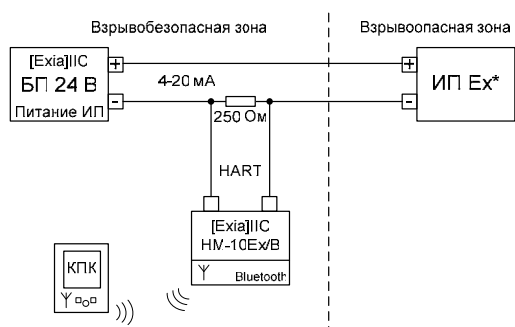 Взрывобезопасная зона
Взрывоопасная зона
[Exia]IIC
БП 24 В
Питание ИП
+
-
4-20 мА
250 Ом
+
-
ИП Ex*
HART
[Exia]IIC
HM-10Ex/B
Bluetooth
КПК